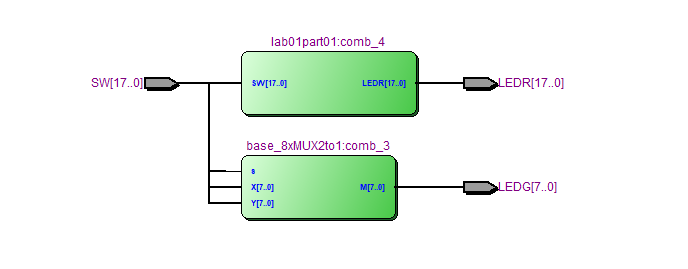 lab01part01:comb_4
SW[17..0]
SW[17..0]
LEDR[17..0]
LEDR[17..0]
base_8xMUX2to1:comb_3
s
X[7..0]
M[7..0]
LEDG[7..0]
Y[7..0]